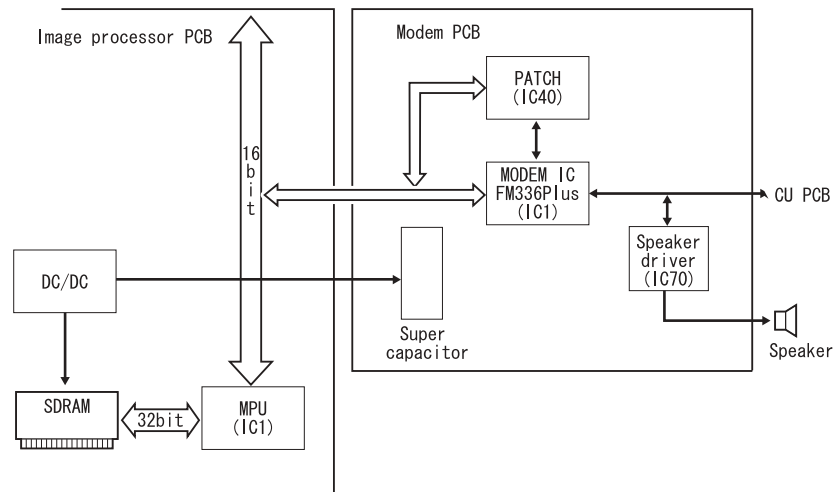 Image processor PCB
Modem PCB
PATCH
(IC40)
16
bit
MODEM IC
FM336Plus
(IC1)
CU PCB
Speaker
driver
(IC70)
DC/DC
Super
capacitor
Speaker
SDRAM
32bit
MPU
(IC1)